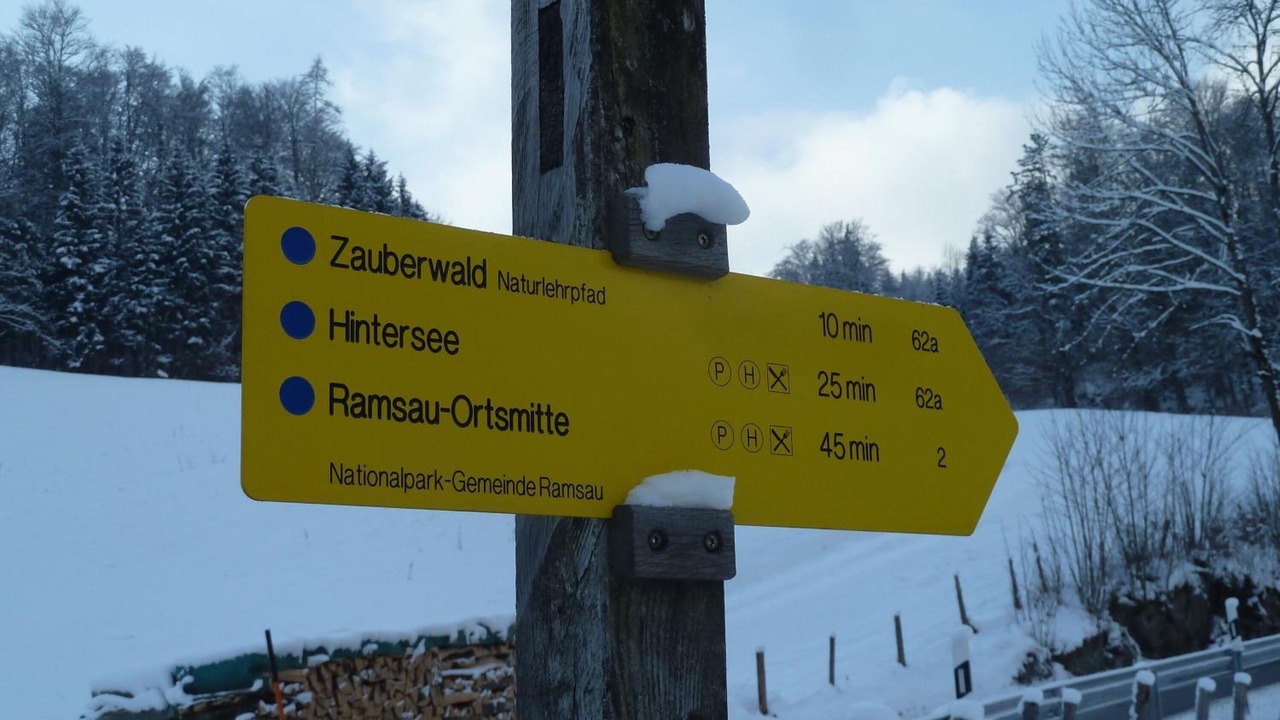 Zauberwald Naturlehrpfad 10 min 62a
Hintersee P H 25 min 62a
Ramsau-Ortsmitte P H 45 min 2
Nationalpark-Gemeinde Ramsau